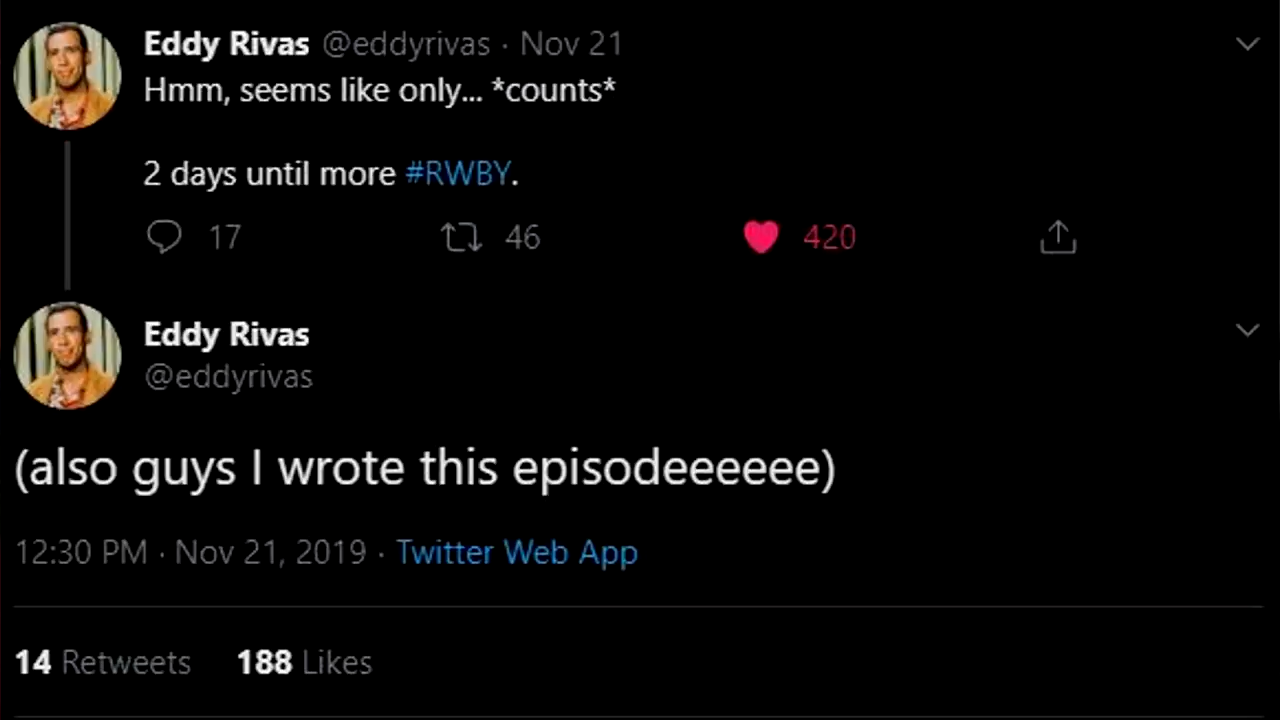 Eddy Rivas @eddyrivas · Nov 21
Hmm, seems like only... *counts*
2 days until more #RWBY.
17 46 420
Eddy Rivas
@eddyrivas
(also guys I wrote this episodeeeeee)
12:30 PM · Nov 21, 2019 · Twitter Web App
14 Retweets 188 Likes